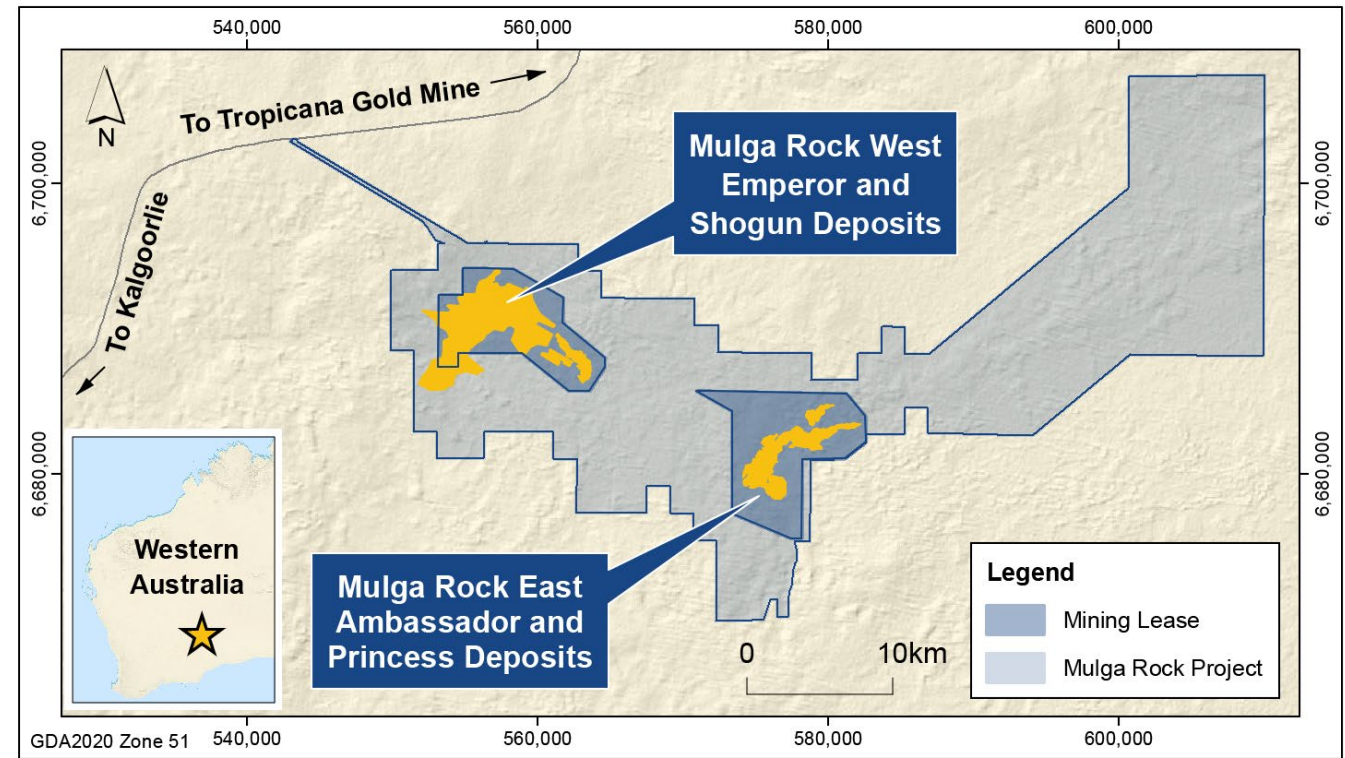 540,000
560,000
580,000
600,000
N
To Tropicana Gold Mine
To Kalgoorlie
6,700,000
6,700,000
Mulga Rock West
Emperor and
Shogun Deposits
6,680,000
6,680,000
Western
Australia
Mulga Rock East
Ambassador and
Princess Deposits
0 10km
Legend
Mining Lease
Mulga Rock Project
GDA2020 Zone 51
540,000
560,000
580,000
600,000